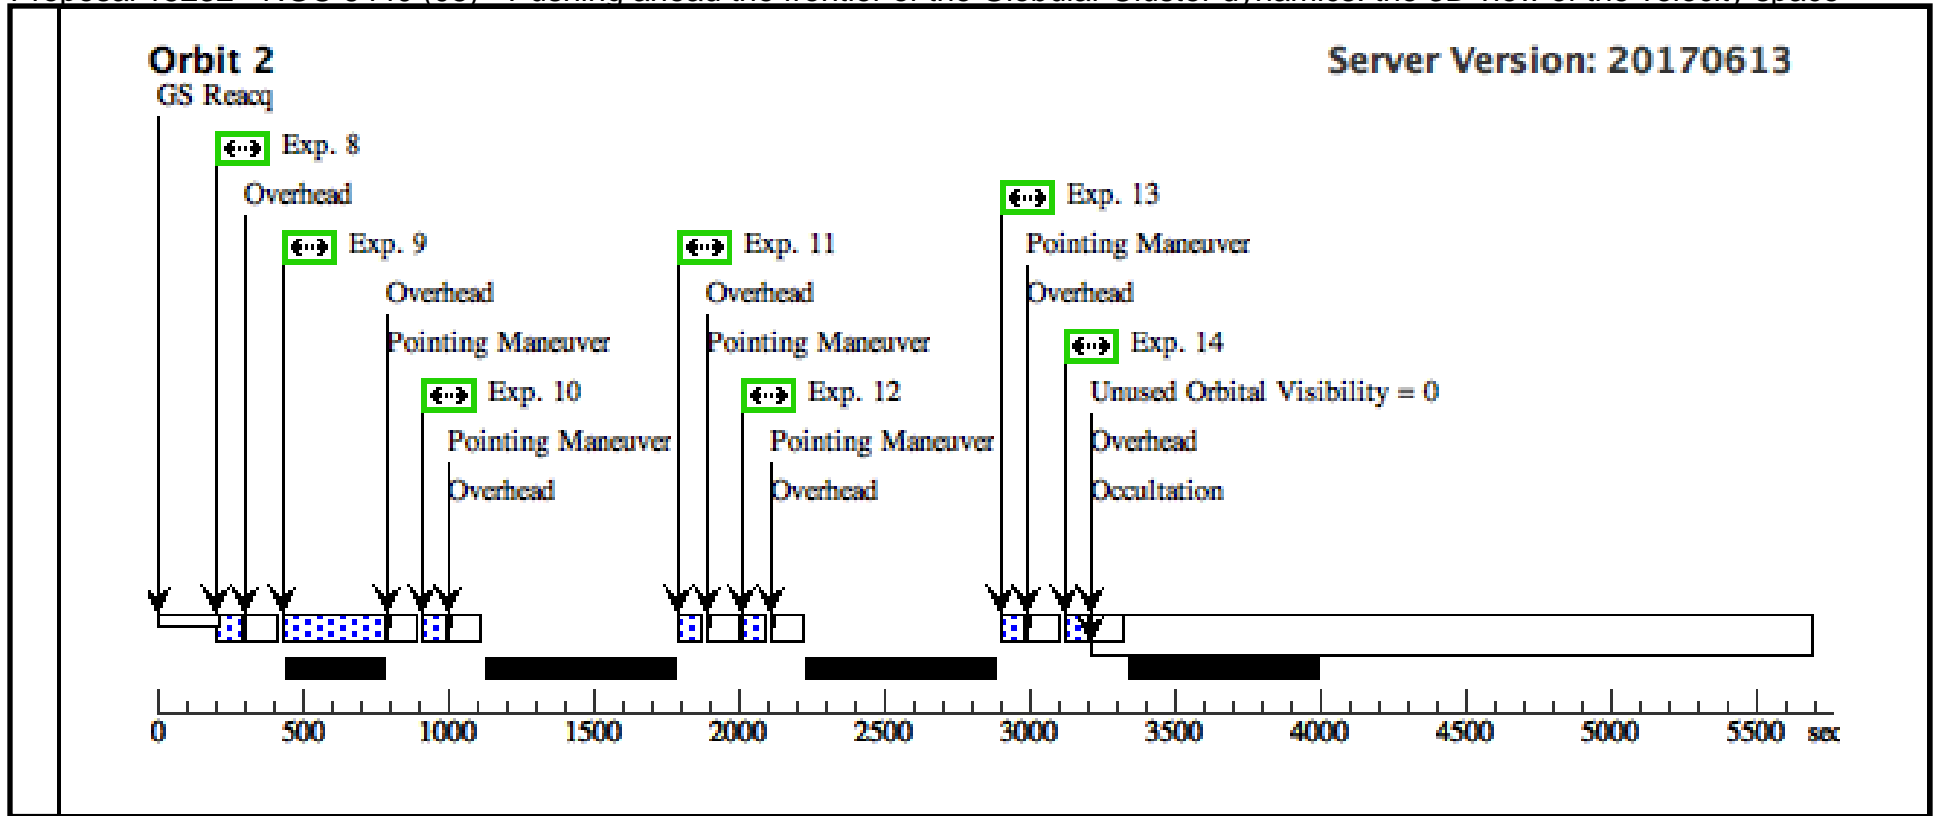 Orbit 2
Server Version: 20170613
GS Reacq
Exp. 8
Overhead
Exp. 13
Exp. 9
Exp. 11
Pointing Maneuver
Overhead
Overhead
Overhead
Pointing Maneuver
Pointing Maneuver
Exp. 14
Exp. 10
Exp. 12
Unused Orbital Visibility = 0
Pointing Maneuver
Pointing Maneuver
Overhead
Overhead
Overhead
Occultation
0 500 1000 1500 2000 2500 3000 3500 4000 4500 5000 5500 sec